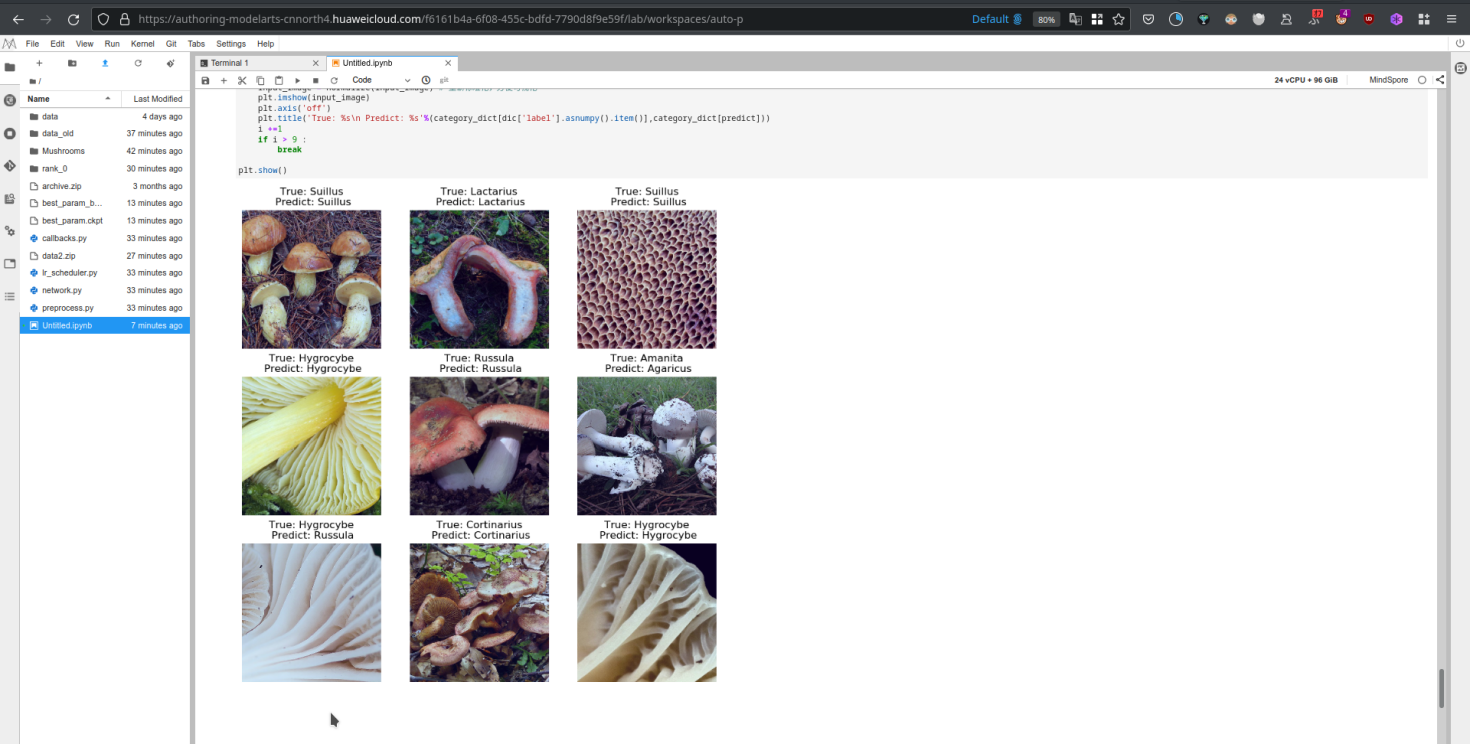 https://authoring-modelarts-cnnorth4.huaweicloud.com/f6161b4a-6f08-455c-bdfd-7790d8f9e59f/lab/workspaces/auto-p
Default
80%
17
4
File Edit View Run Kernel Git Tabs Settings Help
Terminal 1
Untitled.ipynb
Code
git
24 vCPU + 96 GiB
MindSpore
/
Name Last Modified
data 4 days ago
data_old 37 minutes ago
Mushrooms 42 minutes ago
rank_0 30 minutes ago
archive.zip 3 months ago
best_param_b... 13 minutes ago
best_param.ckpt 13 minutes ago
callbacks.py 33 minutes ago
data2.zip 27 minutes ago
lr_scheduler.py 33 minutes ago
network.py 33 minutes ago
preprocess.py 33 minutes ago
Untitled.ipynb 7 minutes ago
plt.imshow(input_image)
plt.axis('off')
plt.title('True: %s\n Predict: %s'%(category_dict[dic['label'].asnumpy().item()],category_dict[predict]))
i +=1
if i > 9 :
break
plt.show()
True: Suillus
Predict: Suillus
True: Lactarius
Predict: Lactarius
True: Suillus
Predict: Suillus
True: Hygrocybe
Predict: Hygrocybe
True: Russula
Predict: Russula
True: Amanita
Predict: Agaricus
True: Hygrocybe
Predict: Russula
True: Cortinarius
Predict: Cortinarius
True: Hygrocybe
Predict: Hygrocybe